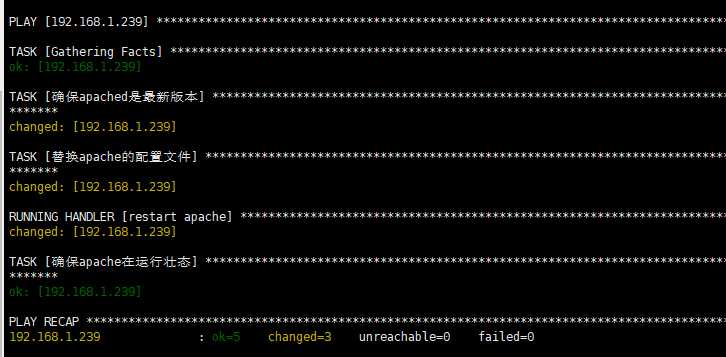 PLAY [192.168.1.239] *********************************************************************************
TASK [Gathering Facts] ******************************************************************************
ok: [192.168.1.239]
TASK [确保apached是最新版本] *************************************************************************
*******
changed: [192.168.1.239]
TASK [替换apache的配置文件] **************************************************************************
*******
changed: [192.168.1.239]
RUNNING HANDLER [restart apache] *********************************************************************
changed: [192.168.1.239]
TASK [确保apache在运行壮态] **************************************************************************
*******
ok: [192.168.1.239]
PLAY RECAP *******************************************************************************************
192.168.1.239 : ok=5 changed=3 unreachable=0 failed=0